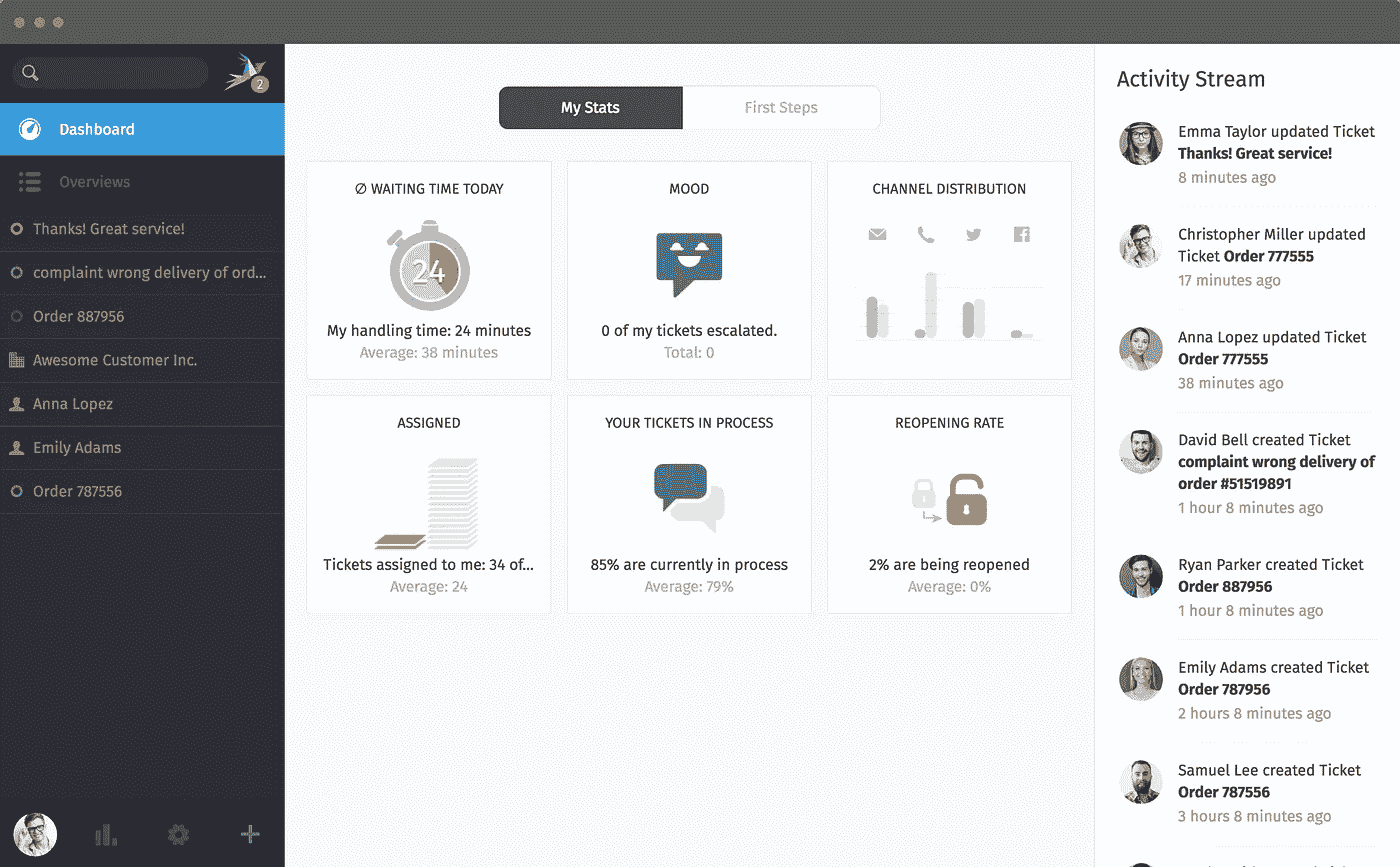 2
Dashboard
Overviews
Thanks! Great service!
complaint wrong delivery of ord...
Order 887956
Awesome Customer Inc.
Anna Lopez
Emily Adams
Order 787556
My Stats
First Steps
∅ WAITING TIME TODAY
24
My handling time: 24 minutes
Average: 38 minutes
MOOD
0 of my tickets escalated.
Total: 0
CHANNEL DISTRIBUTION
ASSIGNED
Tickets assigned to me: 34 of...
Average: 24
YOUR TICKETS IN PROCESS
85% are currently in process
Average: 79%
REOPENING RATE
2% are being reopened
Average: 0%
Activity Stream
Emma Taylor updated Ticket
Thanks! Great service!
8 minutes ago
Christopher Miller updated
Ticket Order 777555
17 minutes ago
Anna Lopez updated Ticket
Order 777555
38 minutes ago
David Bell created Ticket
complaint wrong delivery of
order #51519891
1 hour 8 minutes ago
Ryan Parker created Ticket
Order 887956
1 hour 8 minutes ago
Emily Adams created Ticket
Order 787956
2 hours 8 minutes ago
Samuel Lee created Ticket
Order 787556
3 hours 8 minutes ago